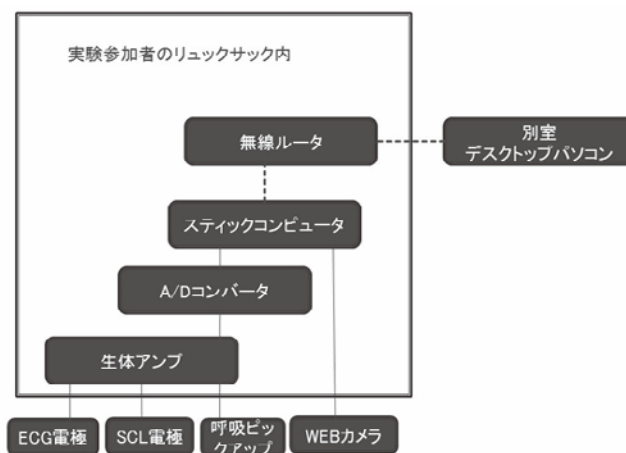 実験参加者のリュックサック内
無線ルータ
別室
デスクトップパソコン
スティックコンピュータ
A/Dコンバータ
生体アンプ
ECG電極
SCL電極
呼吸ピッ
クアップ
WEBカメラ